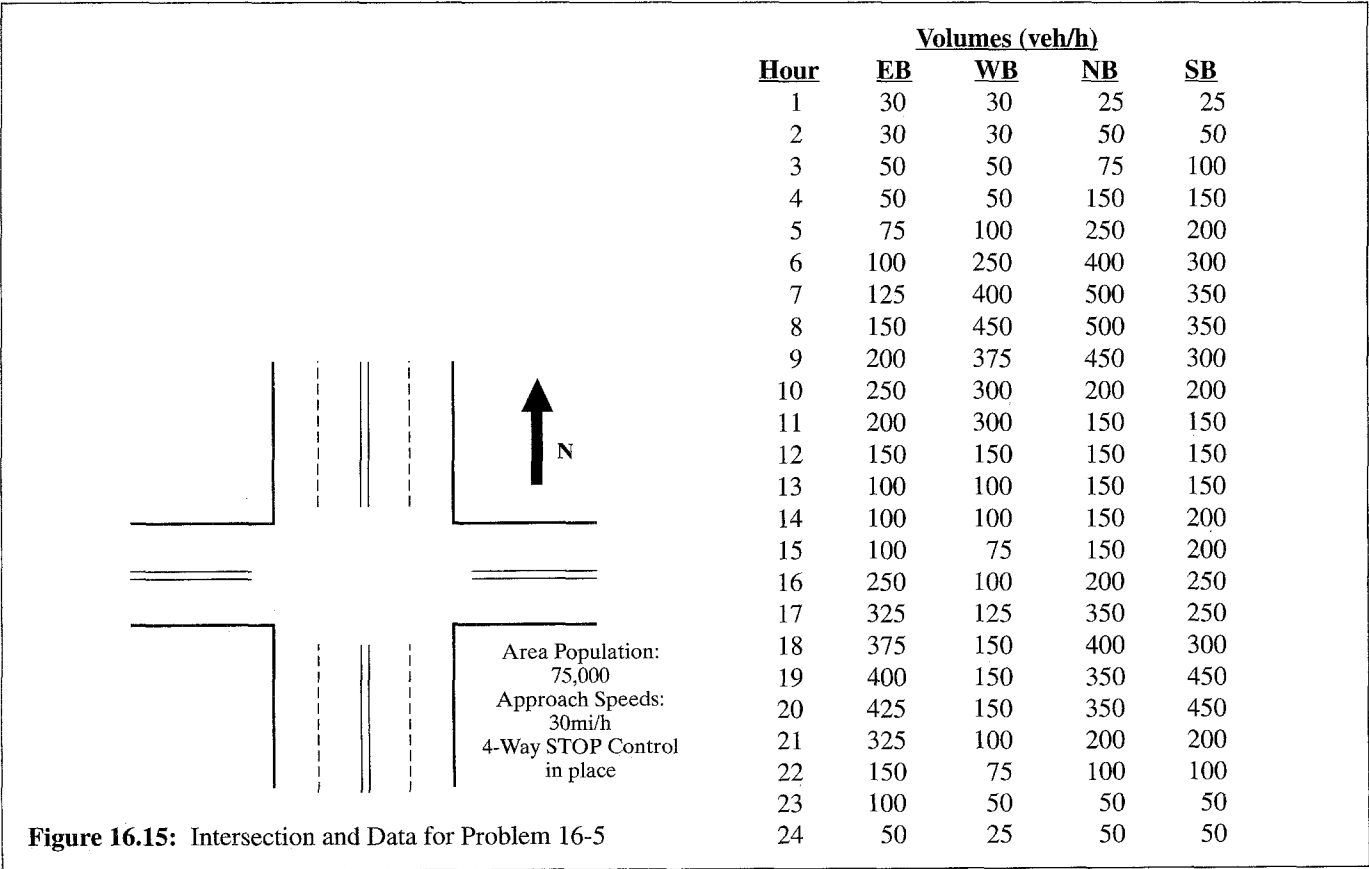 Volumes (veh/h)
Hour EB WB NB SB
1 30 30 25 25
2 30 30 50 50
3 50 50 75 100
4 50 50 150 150
5 75 100 250 200
6 100 250 400 300
7 125 400 500 350
8 150 450 500 350
9 200 375 450 300
10 250 300 200 200
11 200 300 150 150
12 150 150 150 150
13 100 100 150 150
14 100 100 150 200
15 100 75 150 200
16 250 100 200 250
17 325 125 350 250
18 375 150 400 300
19 400 150 350 450
20 425 150 350 450
21 325 100 200 200
22 150 75 100 100
23 100 50 50 50
24 50 25 50 50
N
Area Population:
75,000
Approach Speeds:
30mi/h
4-Way STOP Control
in place
Figure 16.15: Intersection and Data for Problem 16-5